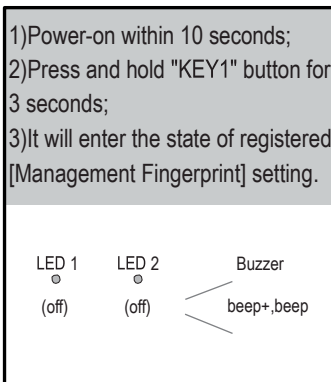 1)Power-on within 10 seconds;
2)Press and hold "KEY1" button for
3 seconds;
3)It will enter the state of registered
[Management Fingerprint] setting.
LED 1 LED 2 Buzzer
(off) (off) beep+,beep